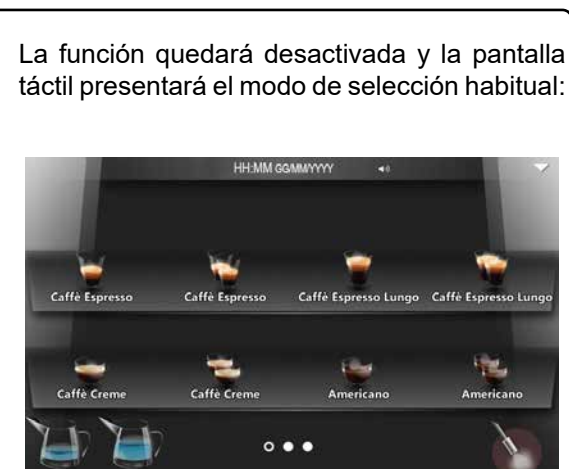 La función quedará desactivada y la pantalla
táctil presentará el modo de selección habitual:
HH:MM GG/MM/YYYY
Caffè Espresso Caffè Espresso Caffè Espresso Lungo Caffè Espresso Lungo
Caffè Creme Caffè Creme Americano Americano